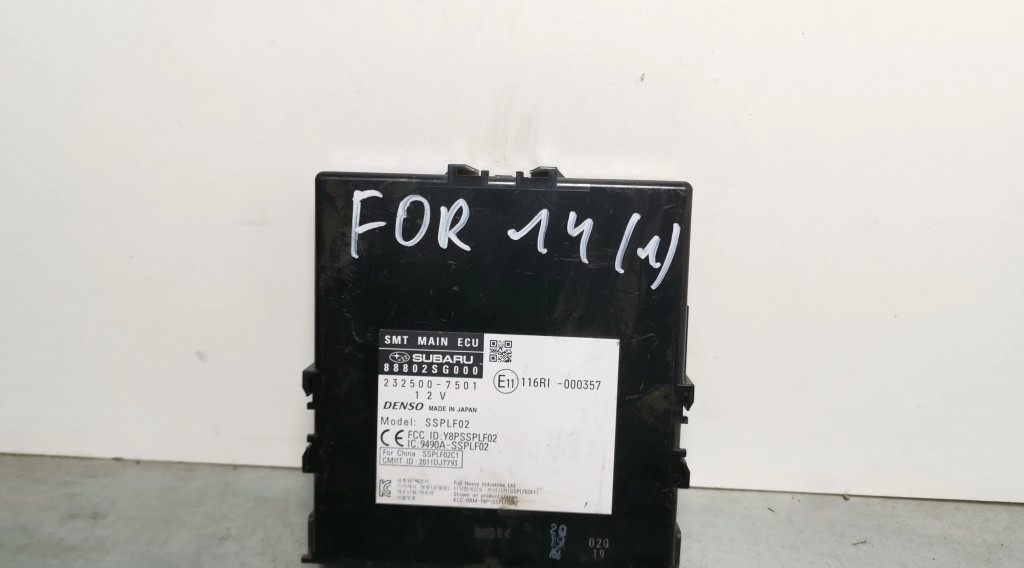 FOR 14 (1)
SMT MAIN ECU
SUBARU
88802SG000
232500-7501
12V
DENSO MADE IN JAPAN
Model: SSPLF02
CE FCC ID:Y8PSSPLF02
IC:9490A-SSPLF02
For China SSPLF02C1
CMIIT ID:2011DJ7793
E11 116RI-000357
Fuji Heavy Industries Ltd.
02Q
19